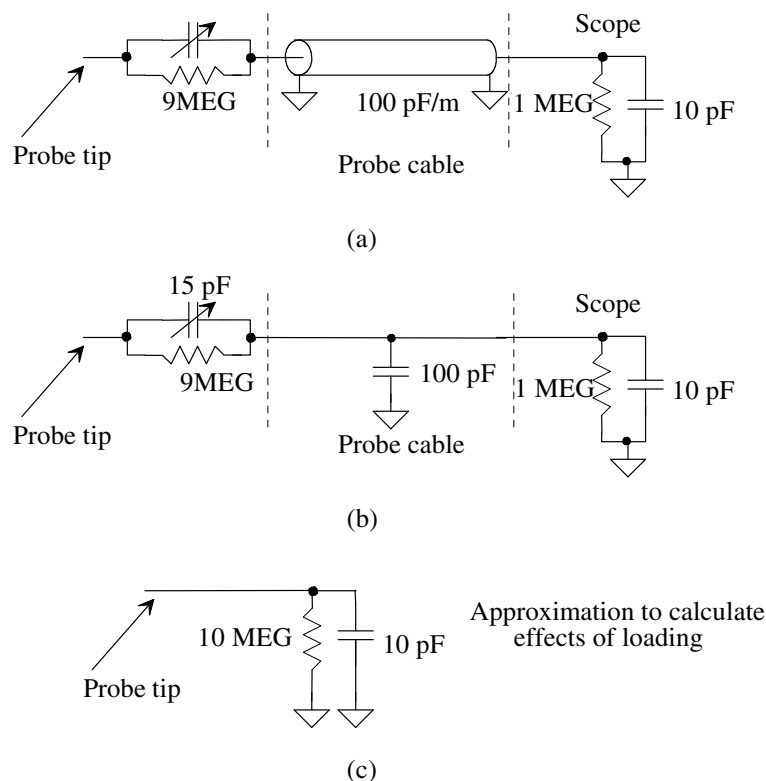 Scope
9MEG
100 pF/m
1 MEG
10 pF
Probe tip
Probe cable
(a)
15 pF
Scope
9MEG
100 pF
1 MEG
10 pF
Probe tip
Probe cable
(b)
10 MEG
10 pF
Approximation to calculate
effects of loading
Probe tip
(c)